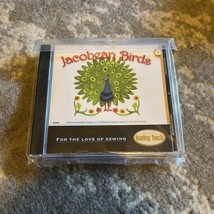 Jacobean Birds
FOR THE LOVE OF SEWING
baby lock